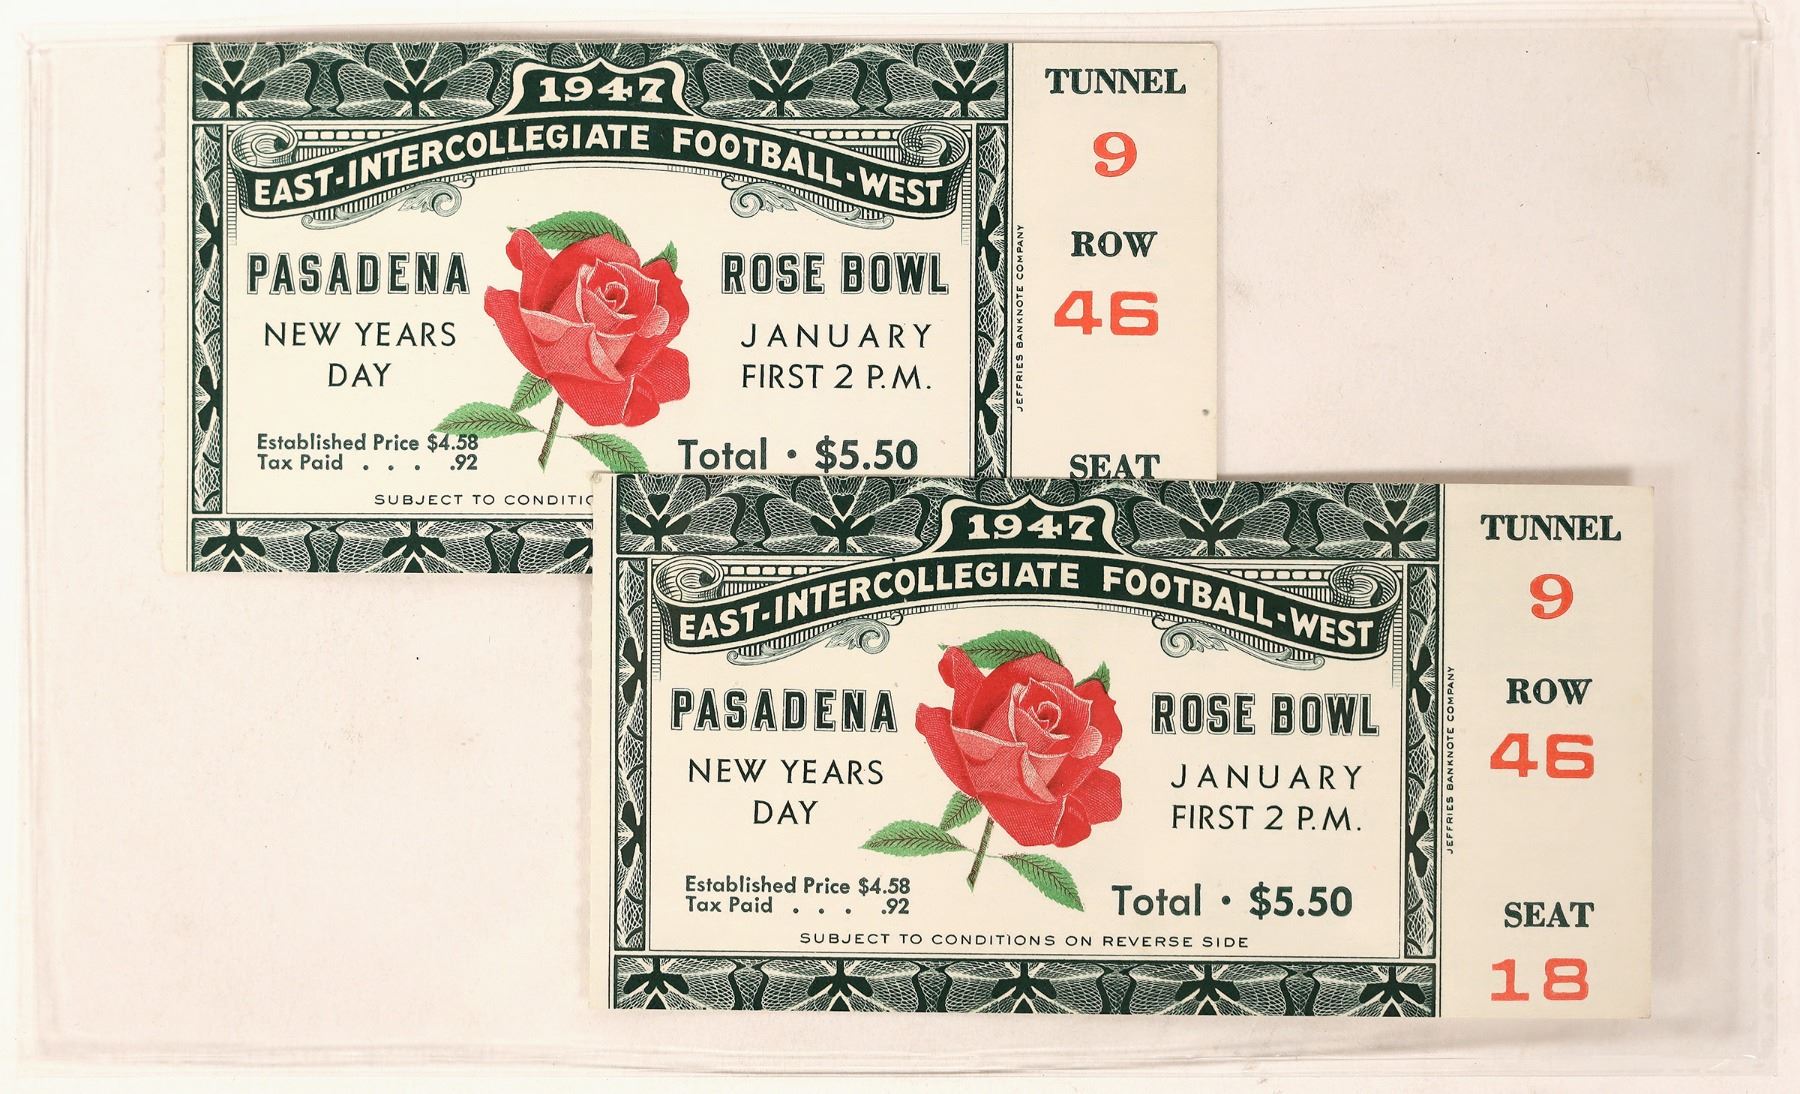 1947
EAST-INTERCOLLEGIATE FOOTBALL-WEST
PASADENA
NEW YEARS
DAY
ROSE BOWL
JANUARY
FIRST 2 P.M.
Established Price $4.58
Tax Paid . . . .92
Total · $5.50
SUBJECT TO CONDITIO
JEFFRIES BANKNOTE COMPANY
TUNNEL
9
ROW
46
SEAT
1947
EAST-INTERCOLLEGIATE FOOTBALL-WEST
PASADENA
NEW YEARS
DAY
ROSE BOWL
JANUARY
FIRST 2 P.M.
Established Price $4.58
Tax Paid . . . .92
Total · $5.50
SUBJECT TO CONDITIONS ON REVERSE SIDE
JEFFRIES BANKNOTE COMPANY
TUNNEL
9
ROW
46
SEAT
18